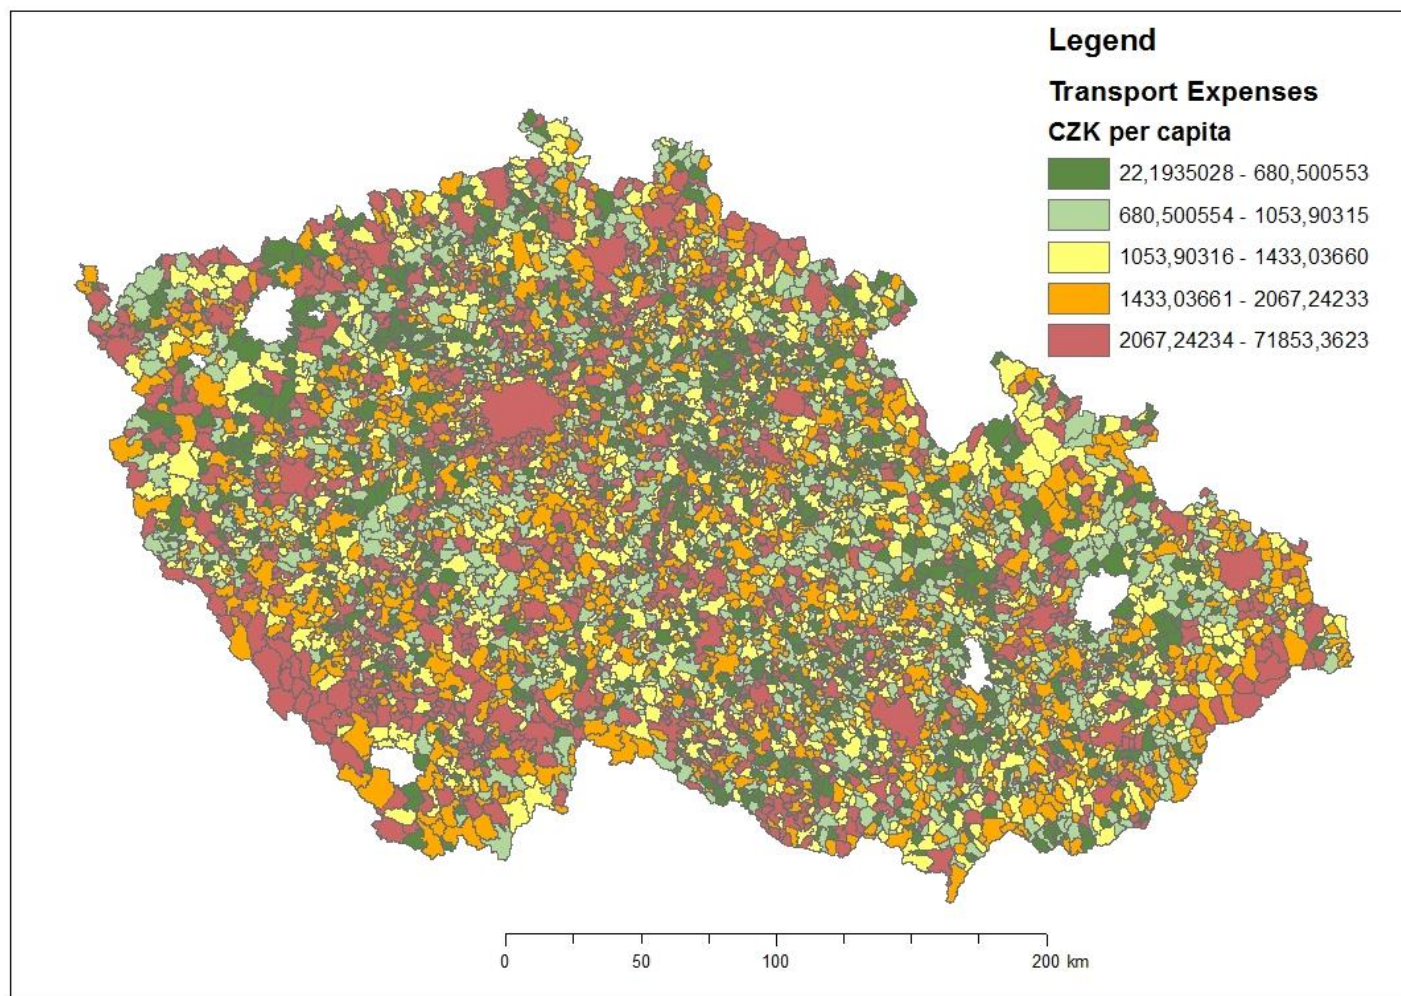 Legend
Transport Expenses
CZK per capita
22,1935028 - 680,500553
680,500554 - 1053,90315
1053,90316 - 1433,03660
1433,03661 - 2067,24233
2067,24234 - 71853,3623
0 50 100 200 km